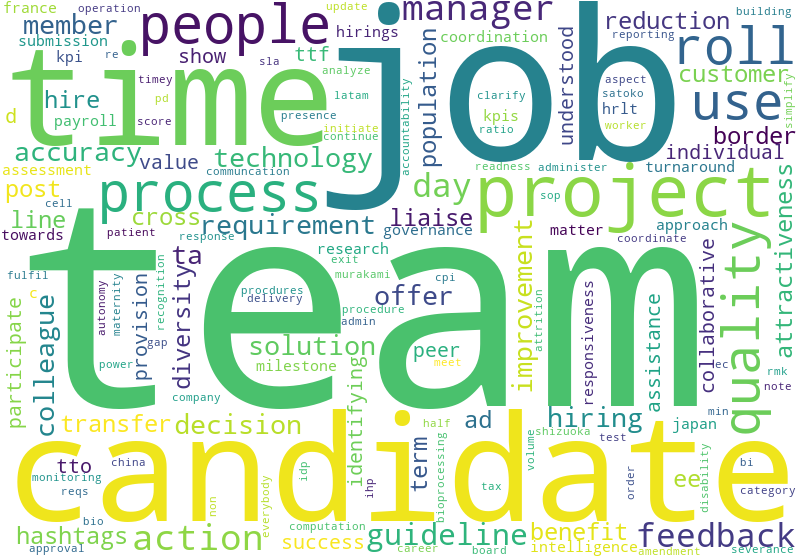 france
operation
people
update
manager
building
member
hirings
reduction
roll
submission
kpi
re
show
ttf
coordination
reporting
time
job
timey
sla
analyze
population
understood
aspect
customer
hire
pd
presence
latam
clarify
satoko
use
d
payroll
score
initiate
continue
accountability
kpis
ratio
hrlt
worker
simplify
border
accuracy
value
technology
individual
assessment
communcation
readness
administer
turnaround
post
cell
process
day
project
sop
line
cross
requirement
liaise
approach
attractiveness
towards
patient
response
research
governance
matter
coordinate
team
ta
exit
improvement
fulfil
autonomy
maternity
provision
recognition
diversity
procdures
delivery
murakami
offer
cpi
responsiveness
collaborative
quality
c
participate
colleague
gap
admin
procedure
attrition
assistance
lec
rmk
power
solution
peer
note
milestone
meet
company
identifying
min
transfer
decision
ad
hiring
japan
half
shizuoka
test
candidate
tto
china
term
bioprocessing
volume
bi
monitoring
idp
ihp
order
disability
category
reqs
non
everybody
tax
ee
hashtags
bio
action
computation
guideline
benefit
feedback
approval
success
career
board
intelligence
amendment
severance